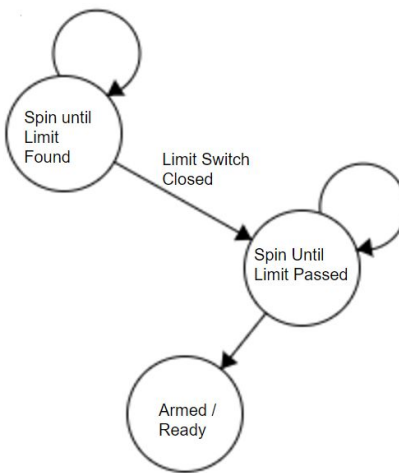 Spin until
Limit
Found
Limit Switch
Closed
Spin Until
Limit Passed
Armed /
Ready